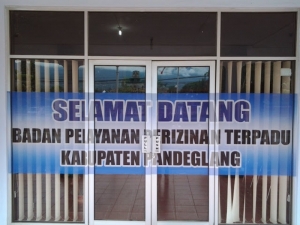 SELAMAT DATANG
BADAN PELAYANAN PERIZINAN TERPADU
KABUPATEN PANDEGLANG